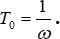 T₀ = 1/ω.